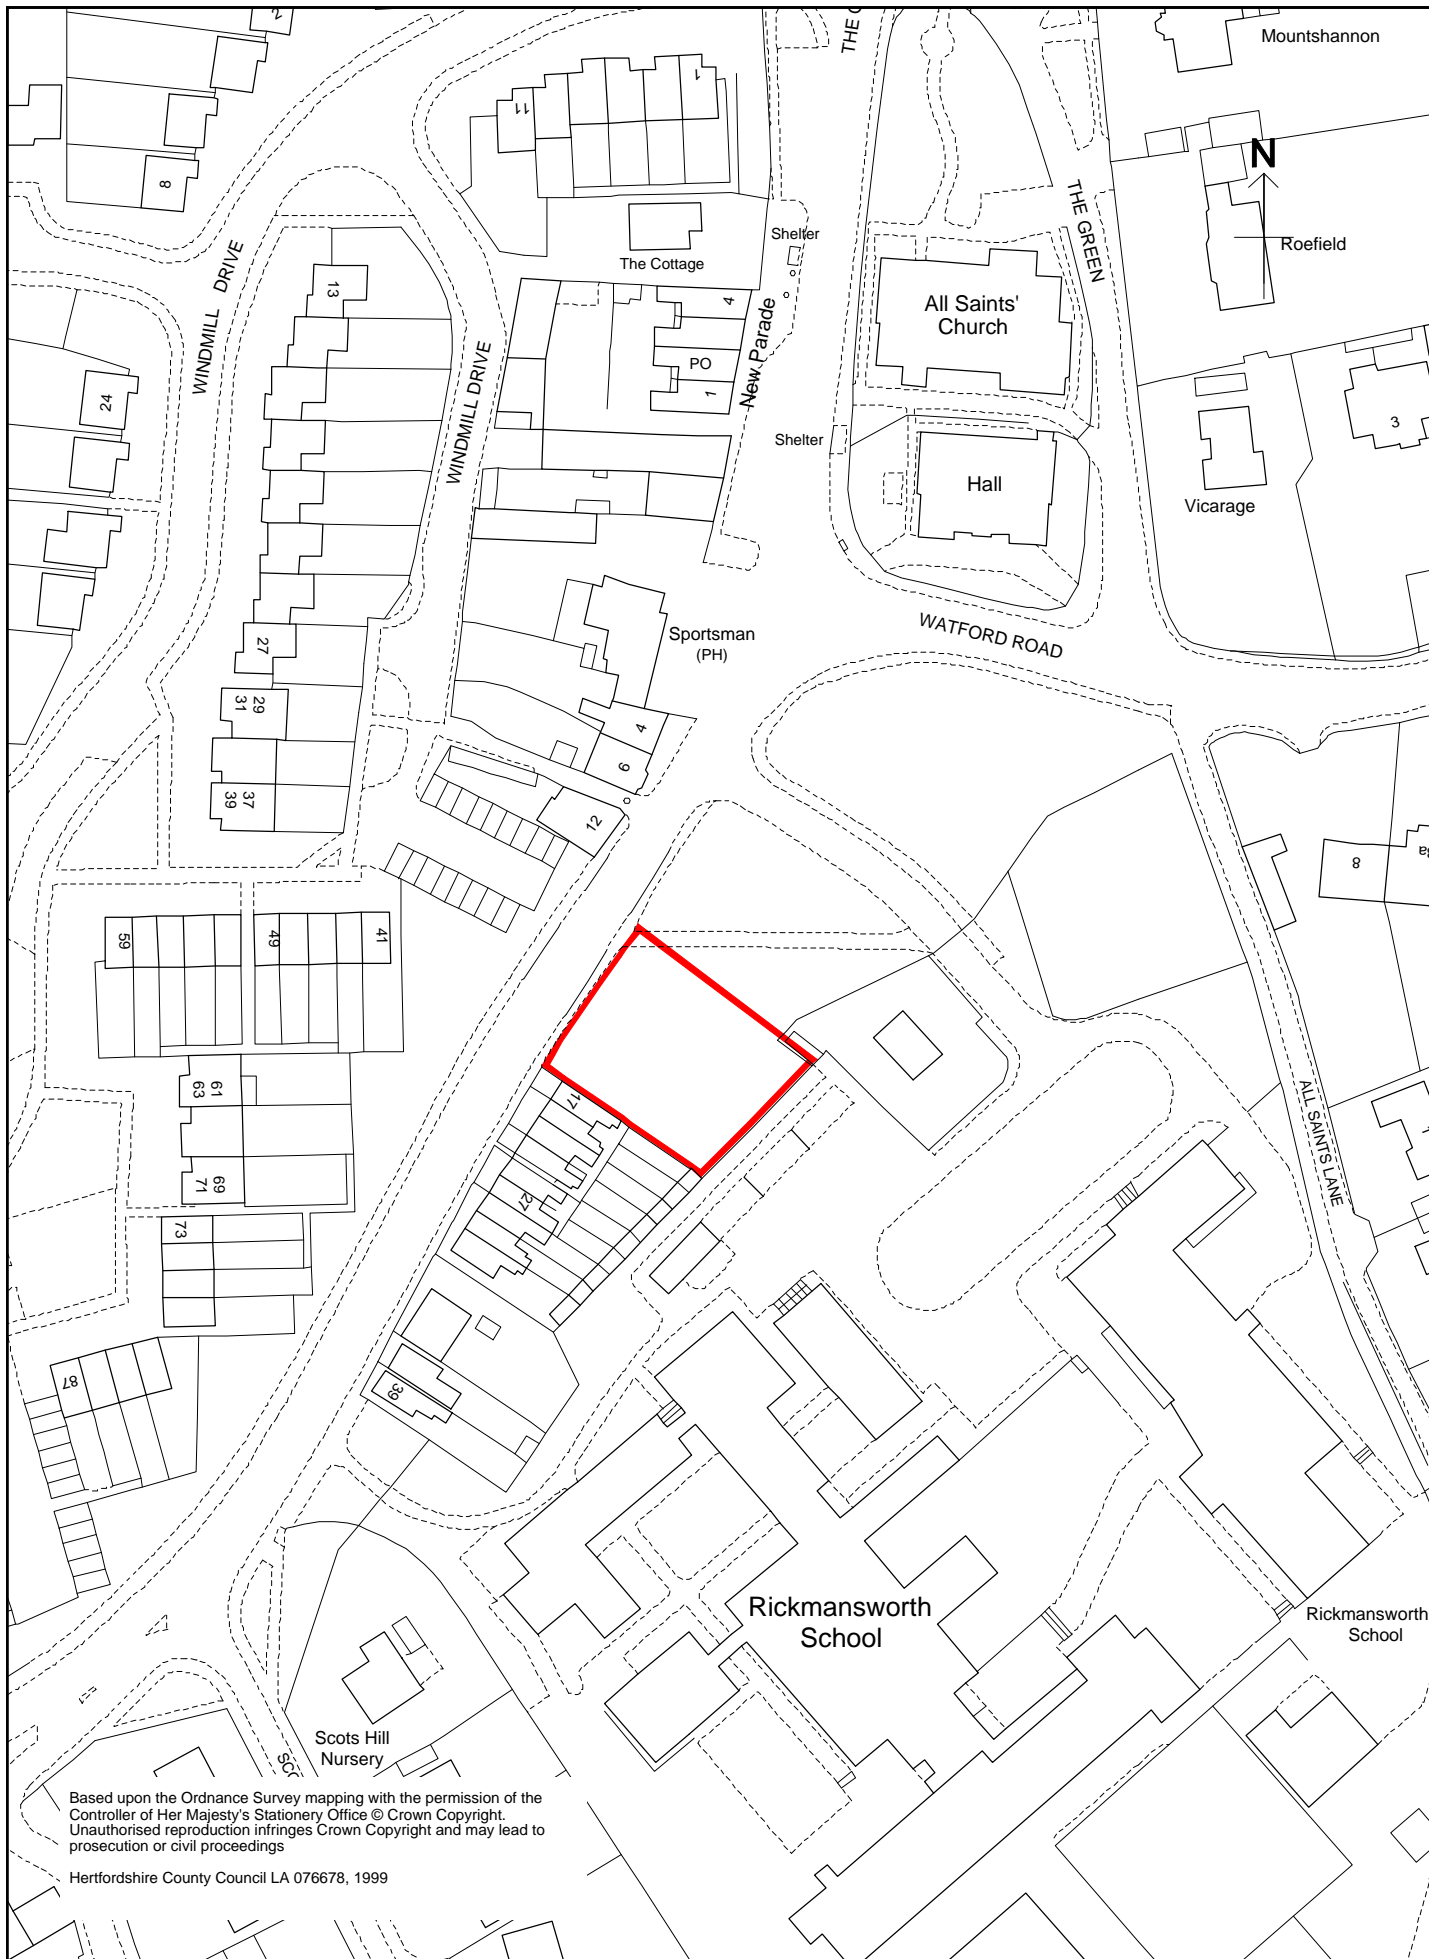 2
Mountshannon
THE
1
11
N
8
THE GREEN
Shelter
Roefield
The Cottage
WINDMILL DRIVE
13
4
All Saints'
Church
New Parade
PO
1
WINDMILL DRIVE
24
3
Shelter
Hall
Vicarage
WATFORD ROAD
Sportsman
(PH)
27
29
31
4
6
37
39
12
8
8a
59
49
41
61
63
17
ALL SAINTS LANE
69
71
27
73
87
39
Rickmansworth
School
Rickmansworth
School
Scots Hill
Nursery
Based upon the Ordnance Survey mapping with the permission of the
Controller of Her Majesty's Stationery Office © Crown Copyright.
Unauthorised reproduction infringes Crown Copyright and may lead to
prosecution or civil proceedings
Hertfordshire County Council LA 076678, 1999